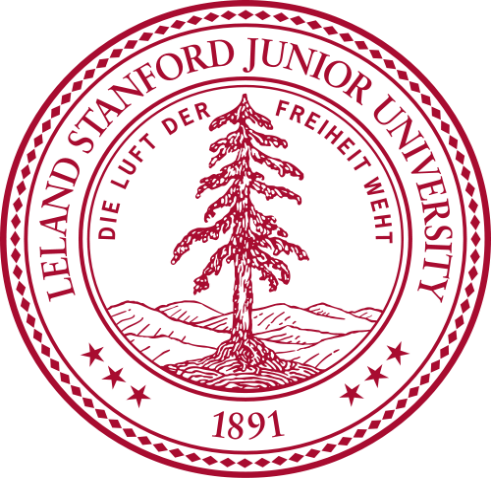 LELAND STANFORD JUNIOR UNIVERSITY
DIE LUFT DER FREIHEIT WEHT
1891